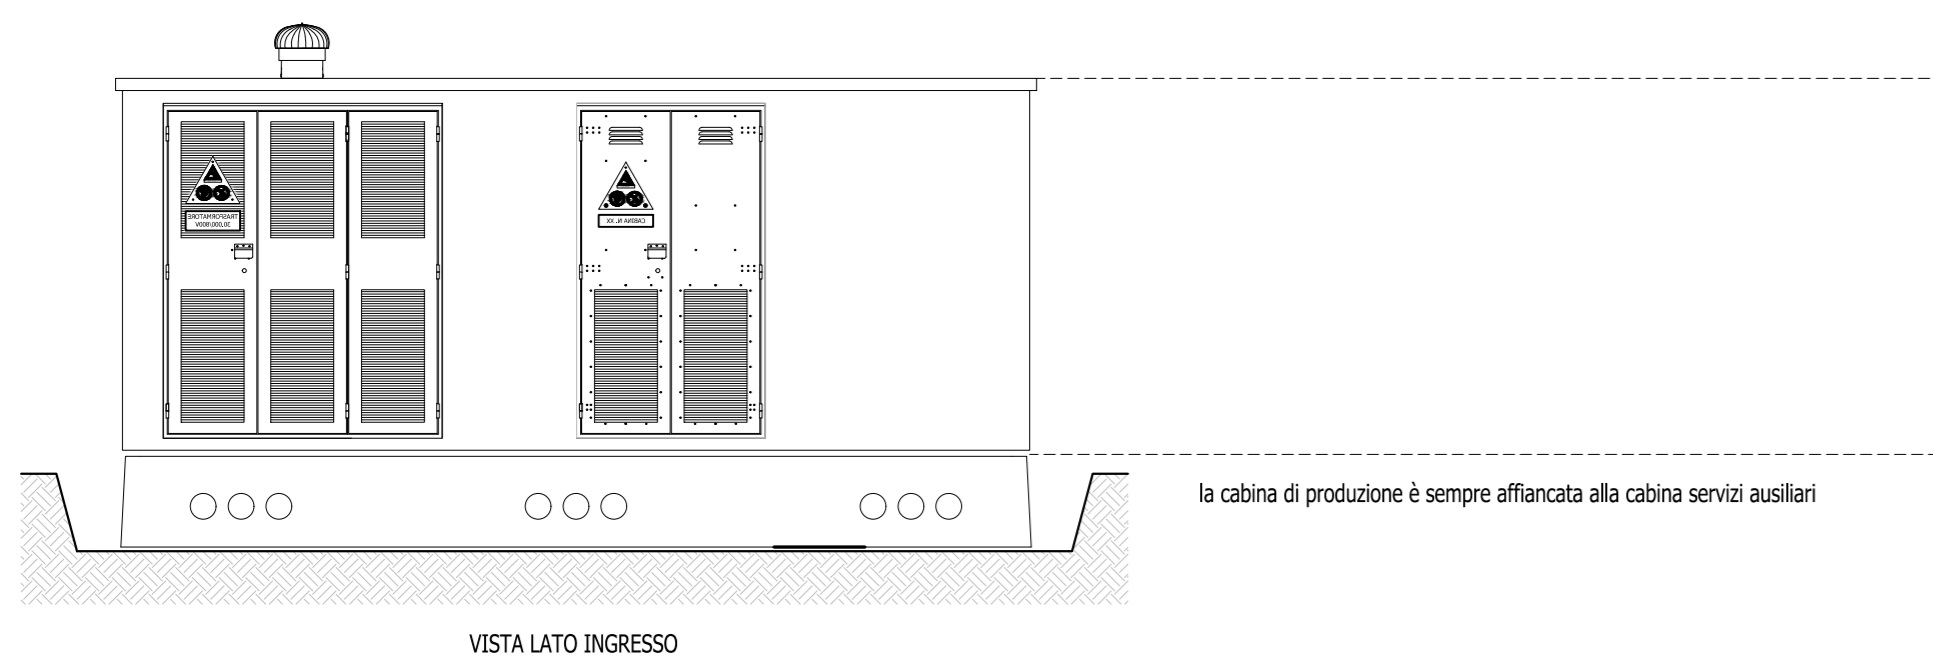 TRASFORMATORE
30.000/800V
CABINA N. XX
la cabina di produzione è sempre affiancata alla cabina servizi ausiliari
VISTA LATO INGRESSO